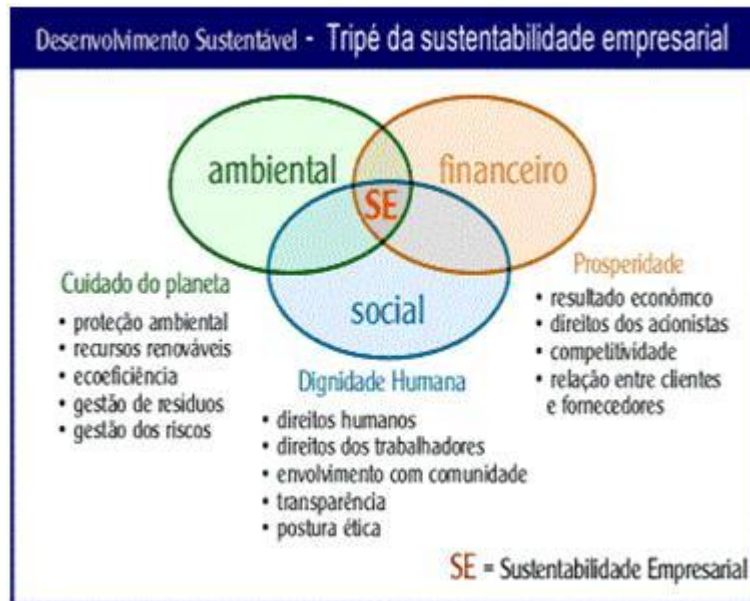 Desenvolvimento Sustentável - Tripé da sustentabilidade empresarial
ambiental
financeiro
SE
social
Cuidado do planeta
• proteção ambiental
• recursos renováveis
• ecoeficiência
• gestão de residuos
• gestão dos riscos
Dignidade Humana
• direitos humanos
• direitos dos trabalhadores
• envolvimento com comunidade
• transparência
• postura ética
Prosperidade
• resultado econômco
• direitos dos acionistas
• competitividade
• relação entre clientes
e fornecedores
SE = Sustentabilidade Empresarial